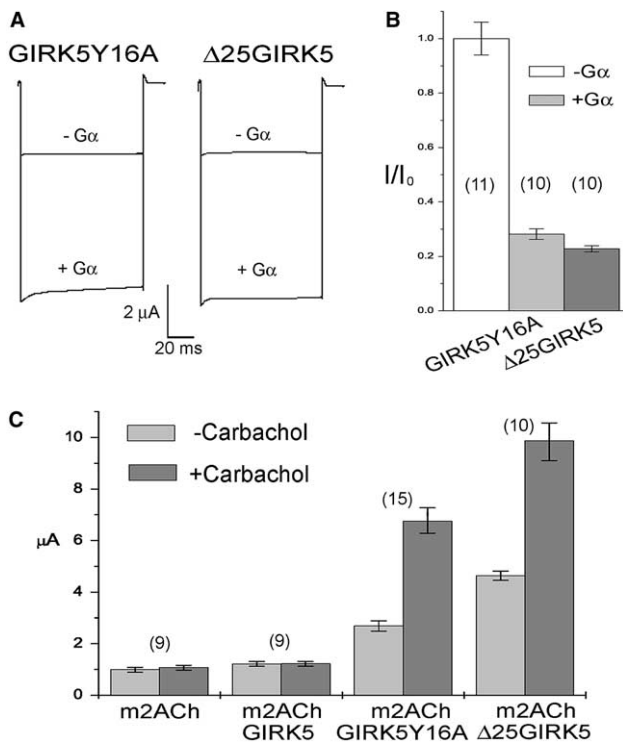 A
GIRK5Y16A
Δ25GIRK5
- Gα
- Gα
+ Gα
+ Gα
2 μA
20 ms
B
1.0
0.8
0.6
0.4
0.2
0.0
I/I0
-Gα
+Gα
(11)
(10)
(10)
GIRK5Y16A
Δ25GIRK5
C
-Carbachol
+Carbachol
10
8
6
4
2
0
μA
(9)
(9)
(15)
(10)
m2ACh
m2ACh
GIRK5
m2ACh
GIRK5Y16A
m2ACh
Δ25GIRK5